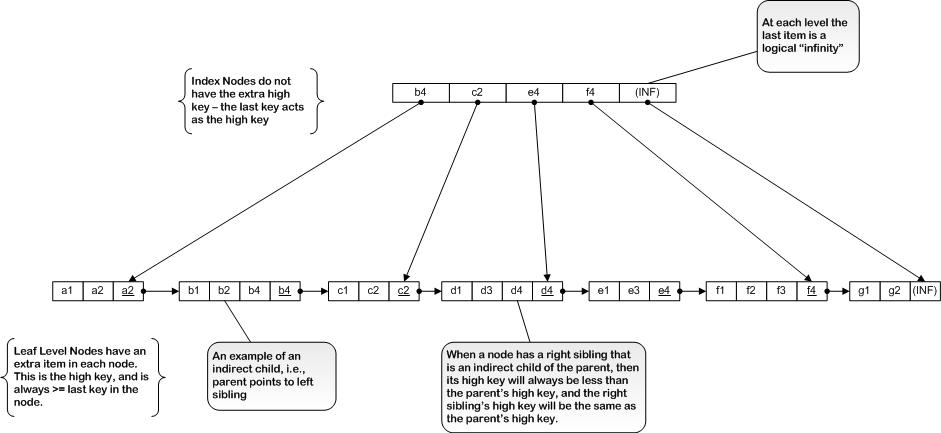 At each level the
last item is a
logical "infinity"
Index Nodes do not
have the extra high
key – the last key acts
as the high key
b4 c2 e4 f4 (INF)
a1 a2 a2
b1 b2 b4 b4
c1 c2 c2
d1 d3 d4 d4
e1 e3 e4
f1 f2 f3 f4
g1 g2 (INF)
Leaf Level Nodes have an
extra item in each node.
This is the high key, and is
always >= last key in the
node.
An example of an
indirect child, i.e.,
parent points to left
sibling
When a node has a right sibling that
is an indirect child of the parent, then
its high key will always be less than
the parent's high key, and the right
sibling's high key will be the same as
the parent's high key.